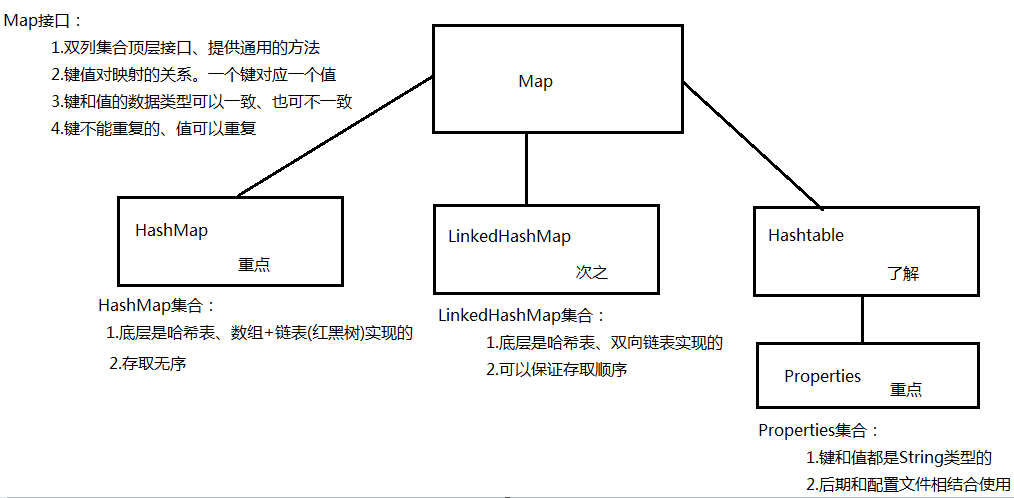 Map接口：
1.双列集合顶层接口、提供通用的方法
2.键值对映射的关系。一个键对应一个值
3.键和值的数据类型可以一致、也可不一致
4.键不能重复的、值可以重复
Map
HashMap
重点
HashMap集合：
1.底层是哈希表、数组+链表(红黑树)实现的
2.存取无序
LinkedHashMap
次之
LinkedHashMap集合：
1.底层是哈希表、双向链表实现的
2.可以保证存取顺序
Hashtable
了解
Properties
重点
Properties集合：
1.键和值都是String类型的
2.后期和配置文件相结合使用